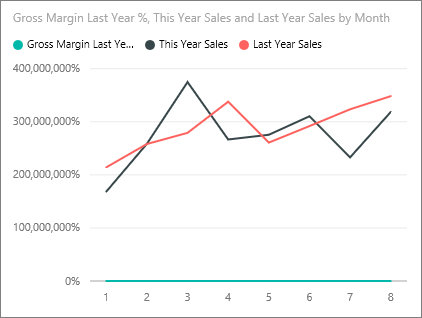 Gross Margin Last Year %, This Year Sales and Last Year Sales by Month
Gross Margin Last Ye... This Year Sales Last Year Sales
400,000,000%
300,000,000%
200,000,000%
100,000,000%
0%
1 2 3 4 5 6 7 8